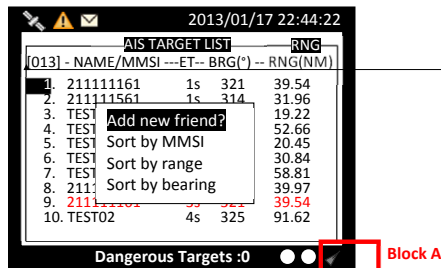 2013/01/17 22:44:22
AIS TARGET LIST RNG
[013] - NAME/MMSI ---ET-- BRG(°) -- RNG(NM)
1. 211111161 1s 321 39.54
2. 211111561 1s 314 31.96
3. TEST 19.22
4. TEST 52.66
5. TEST 20.45
6. TEST 30.84
7. TEST 58.81
8. 211 39.97
9. 39.54
10. TEST02 4s 325 91.62
Add new friend?
Sort by MMSI
Sort by range
Sort by bearing
Dangerous Targets :0
Block A